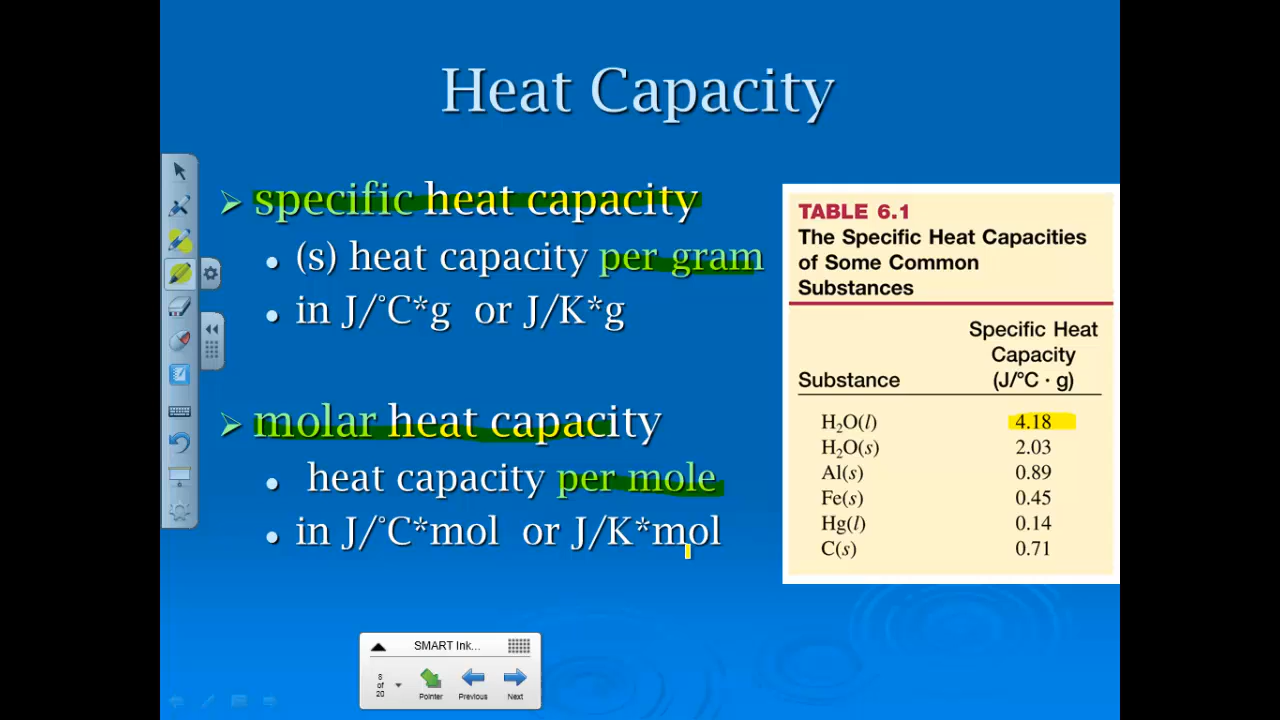 Heat Capacity
specific heat capacity
(s) heat capacity per gram
in J/°C*g or J/K*g
molar heat capacity
heat capacity per mole
in J/°C*mol or J/K*mol
TABLE 6.1
The Specific Heat Capacities
of Some Common
Substances
Specific Heat
Capacity
Substance (J/°C · g)
H₂O(l) 4.18
H₂O(s) 2.03
Al(s) 0.89
Fe(s) 0.45
Hg(l) 0.14
C(s) 0.71
SMART Ink...
8
of
20
Pointer Previous Next